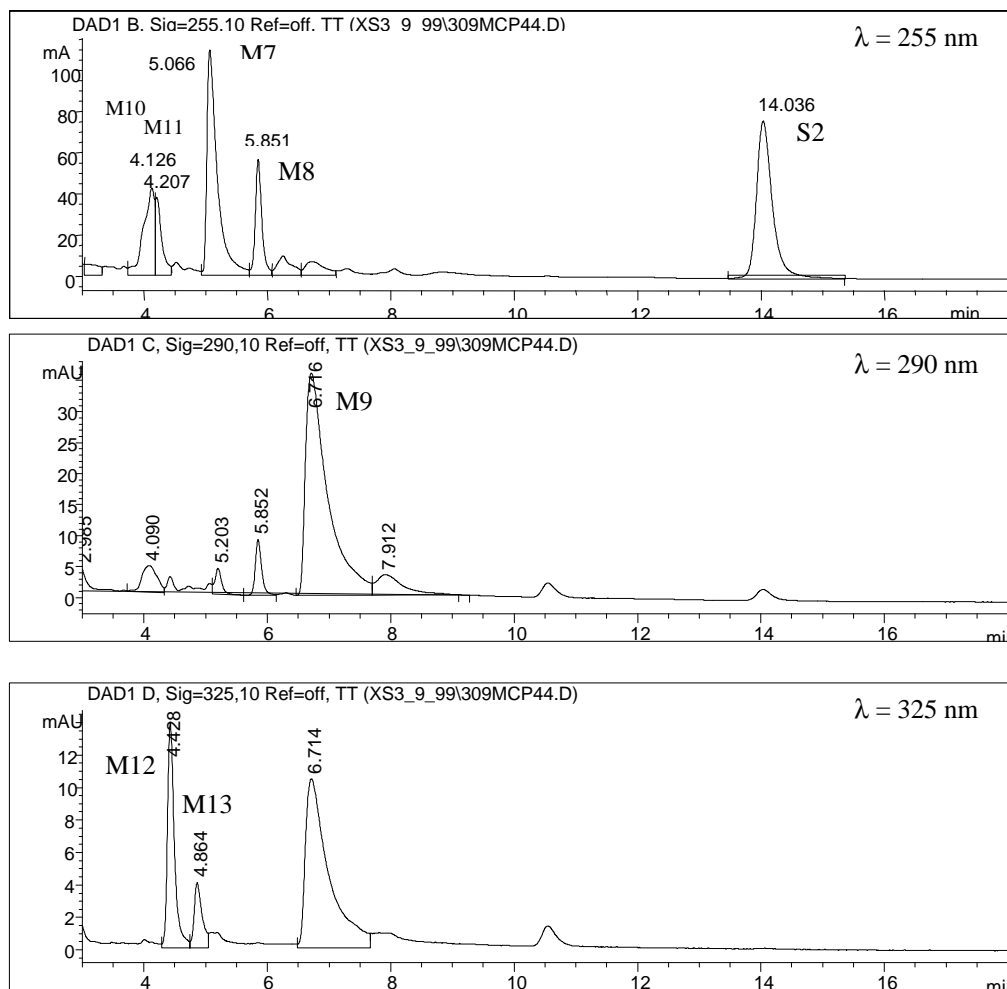 DAD1 B, Sig=255,10 Ref=off, TT (XS3_9_99\309MCP44.D)
λ = 255 nm
mA
100
80
60
40
20
0
M10
M11
4.126
4.207
5.066
M7
5.851
M8
14.036
S2
4 6 8 10 12 14 16 min
DAD1 C, Sig=290,10 Ref=off, TT (XS3_9_99\309MCP44.D)
λ = 290 nm
mAU
30
25
20
15
10
5
0
2.985
4.090
5.203
5.852
6.716
M9
7.912
4 6 8 10 12 14 16 mi
DAD1 D, Sig=325,10 Ref=off, TT (XS3_9_99\309MCP44.D)
λ = 325 nm
mAU
12
10
8
6
4
2
0
M12
4.428
M13
4.864
6.714
4 6 8 10 12 14 16 mi